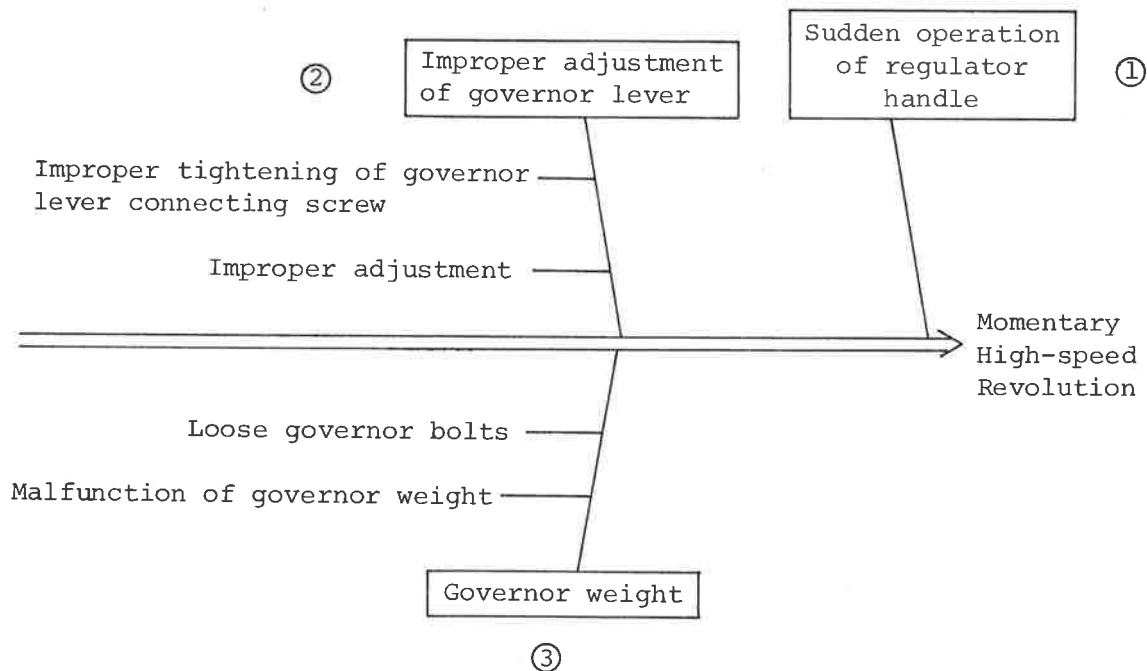 Sudden operation
of regulator
handle
①
②
Improper adjustment
of governor lever
Improper tightening of governor
lever connecting screw
Improper adjustment
Momentary
High-speed
Revolution
Loose governor bolts
Malfunction of governor weight
Governor weight
③